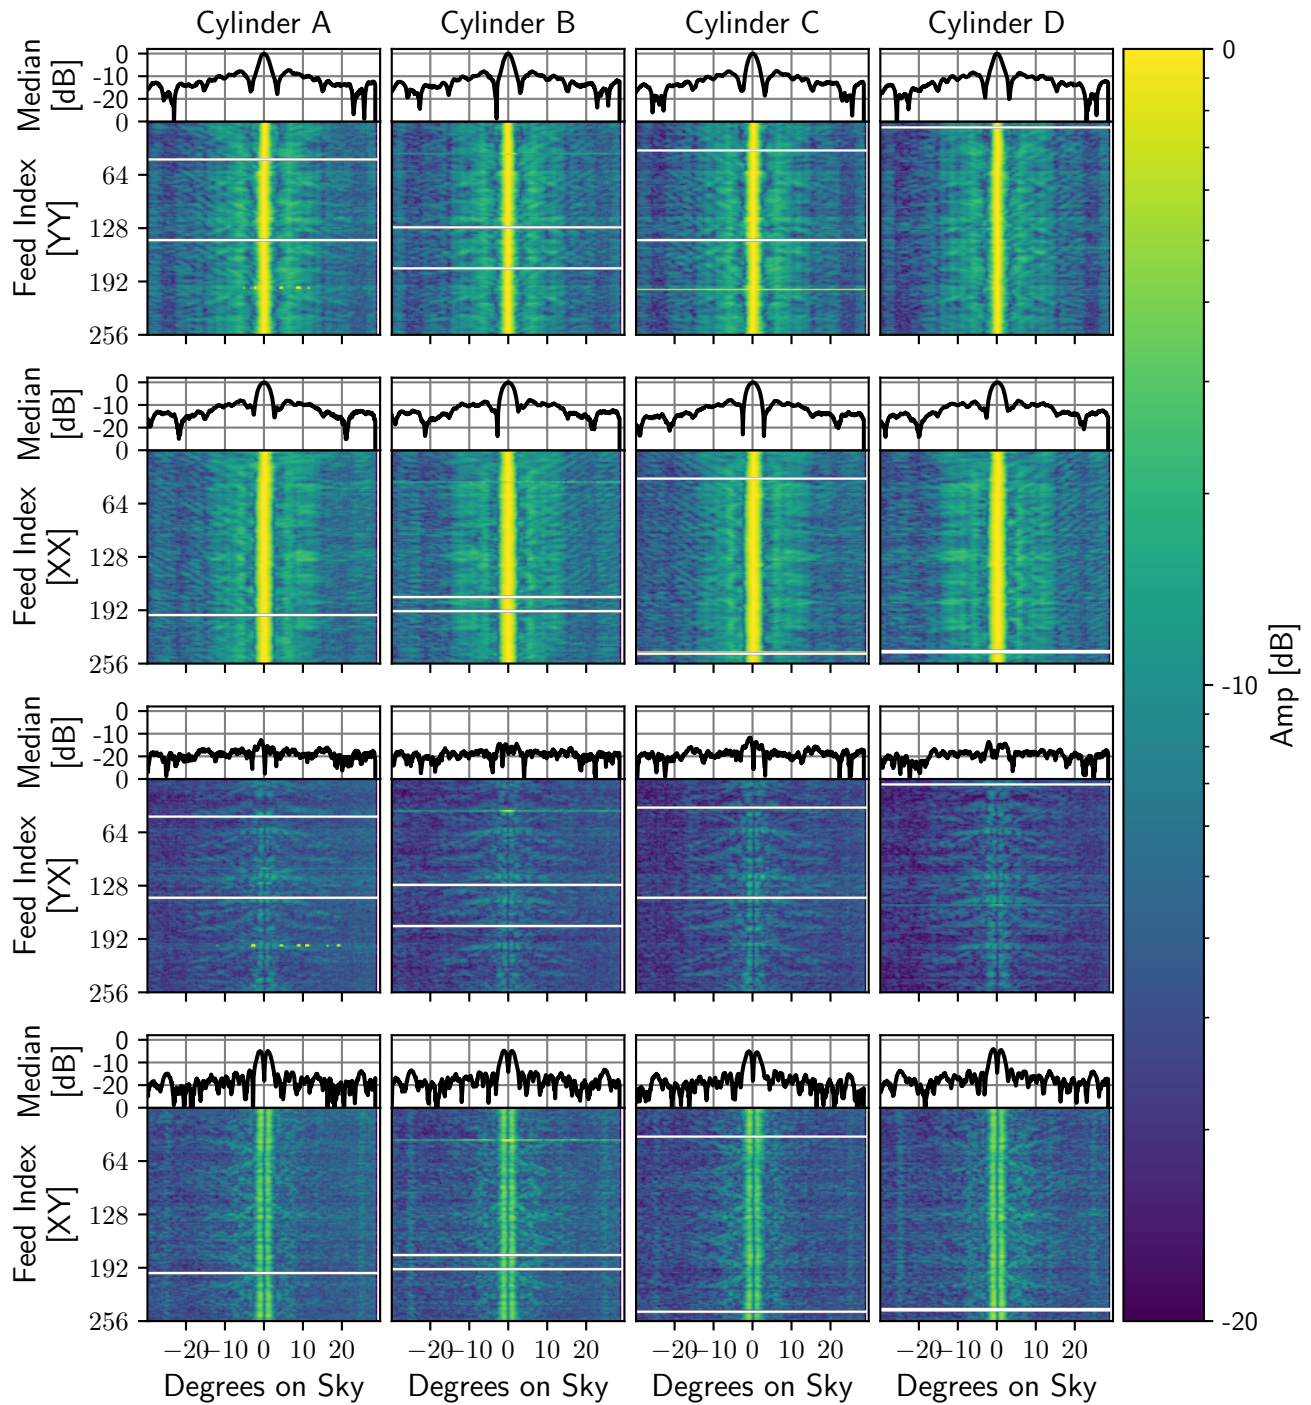 Cylinder A Cylinder B Cylinder C Cylinder D
Median [dB]
0
-10
-20
Feed Index [YY]
0
64
128
192
256
Median [dB]
0
-10
-20
Feed Index [XX]
0
64
128
192
256
Median [dB]
0
-10
-20
Feed Index [YX]
0
64
128
192
256
Median [dB]
0
-10
-20
Feed Index [XY]
0
64
128
192
256
−20 −10 0 10 20 −20 −10 0 10 20 −20 −10 0 10 20 −20 −10 0 10 20
Degrees on Sky Degrees on Sky Degrees on Sky Degrees on Sky
0
-10
-20
Amp [dB]